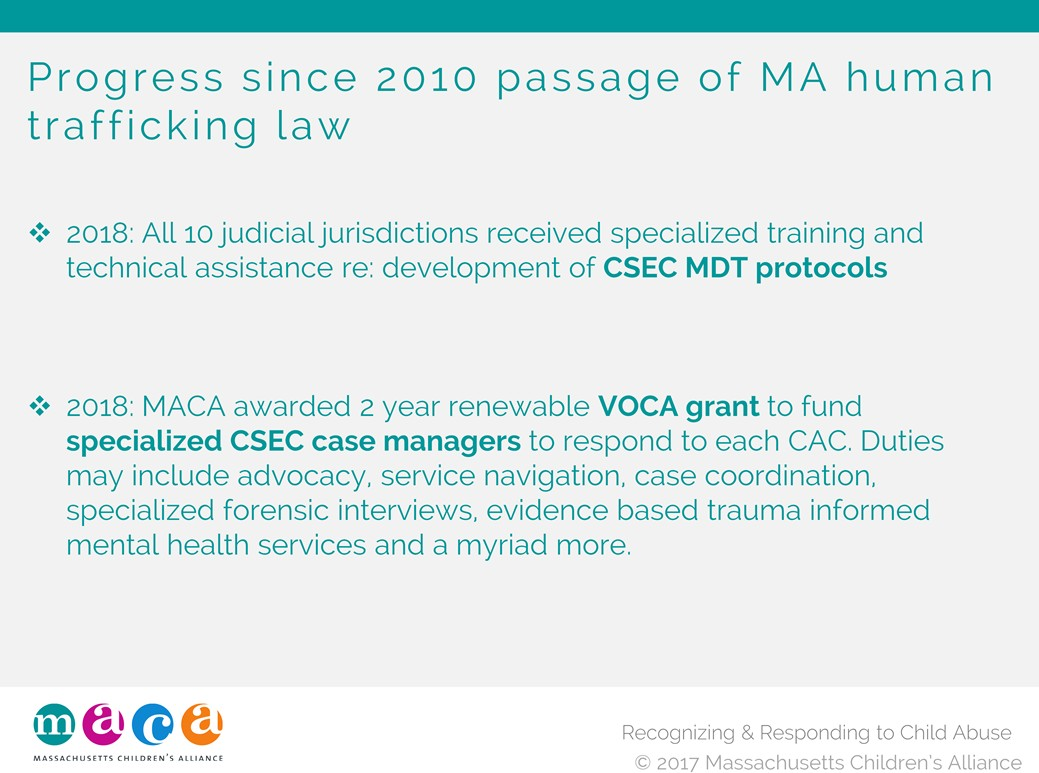 Progress since 2010 passage of MA human
trafficking law
❖ 2018: All 10 judicial jurisdictions received specialized training and
technical assistance re: development of CSEC MDT protocols
❖ 2018: MACA awarded 2 year renewable VOCA grant to fund
specialized CSEC case managers to respond to each CAC. Duties
may include advocacy, service navigation, case coordination,
specialized forensic interviews, evidence based trauma informed
mental health services and a myriad more.
maca
MASSACHUSETTS CHILDREN'S ALLIANCE
Recognizing & Responding to Child Abuse
© 2017 Massachusetts Children's Alliance